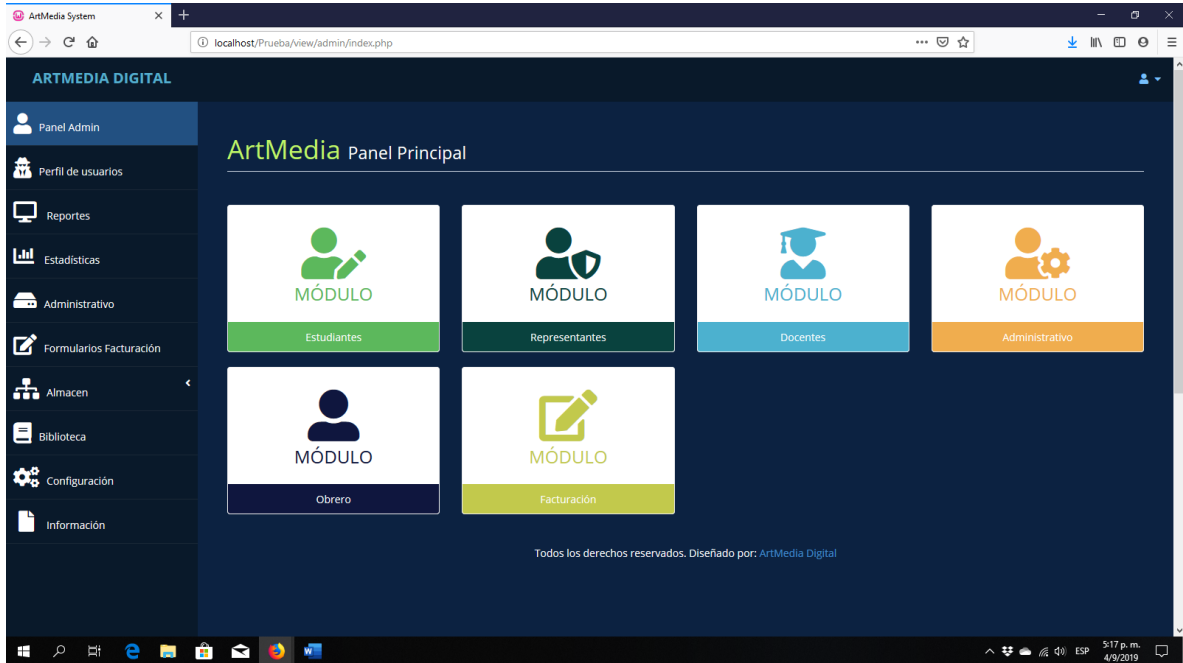 ArtMedia System
localhost/Prueba/view/admin/index.php
ARTMEDIA DIGITAL
Panel Admin
Perfil de usuarios
Reportes
Estadísticas
Administrativo
Formularios Facturación
Almacen
Biblioteca
Configuración
Información
ArtMedia Panel Principal
MÓDULO
Estudiantes
MÓDULO
Representantes
MÓDULO
Docentes
MÓDULO
Administrativo
MÓDULO
Obrero
MÓDULO
Facturación
Todos los derechos reservados. Diseñado por: ArtMedia Digital
ESP
5:17 p. m.
4/9/2019